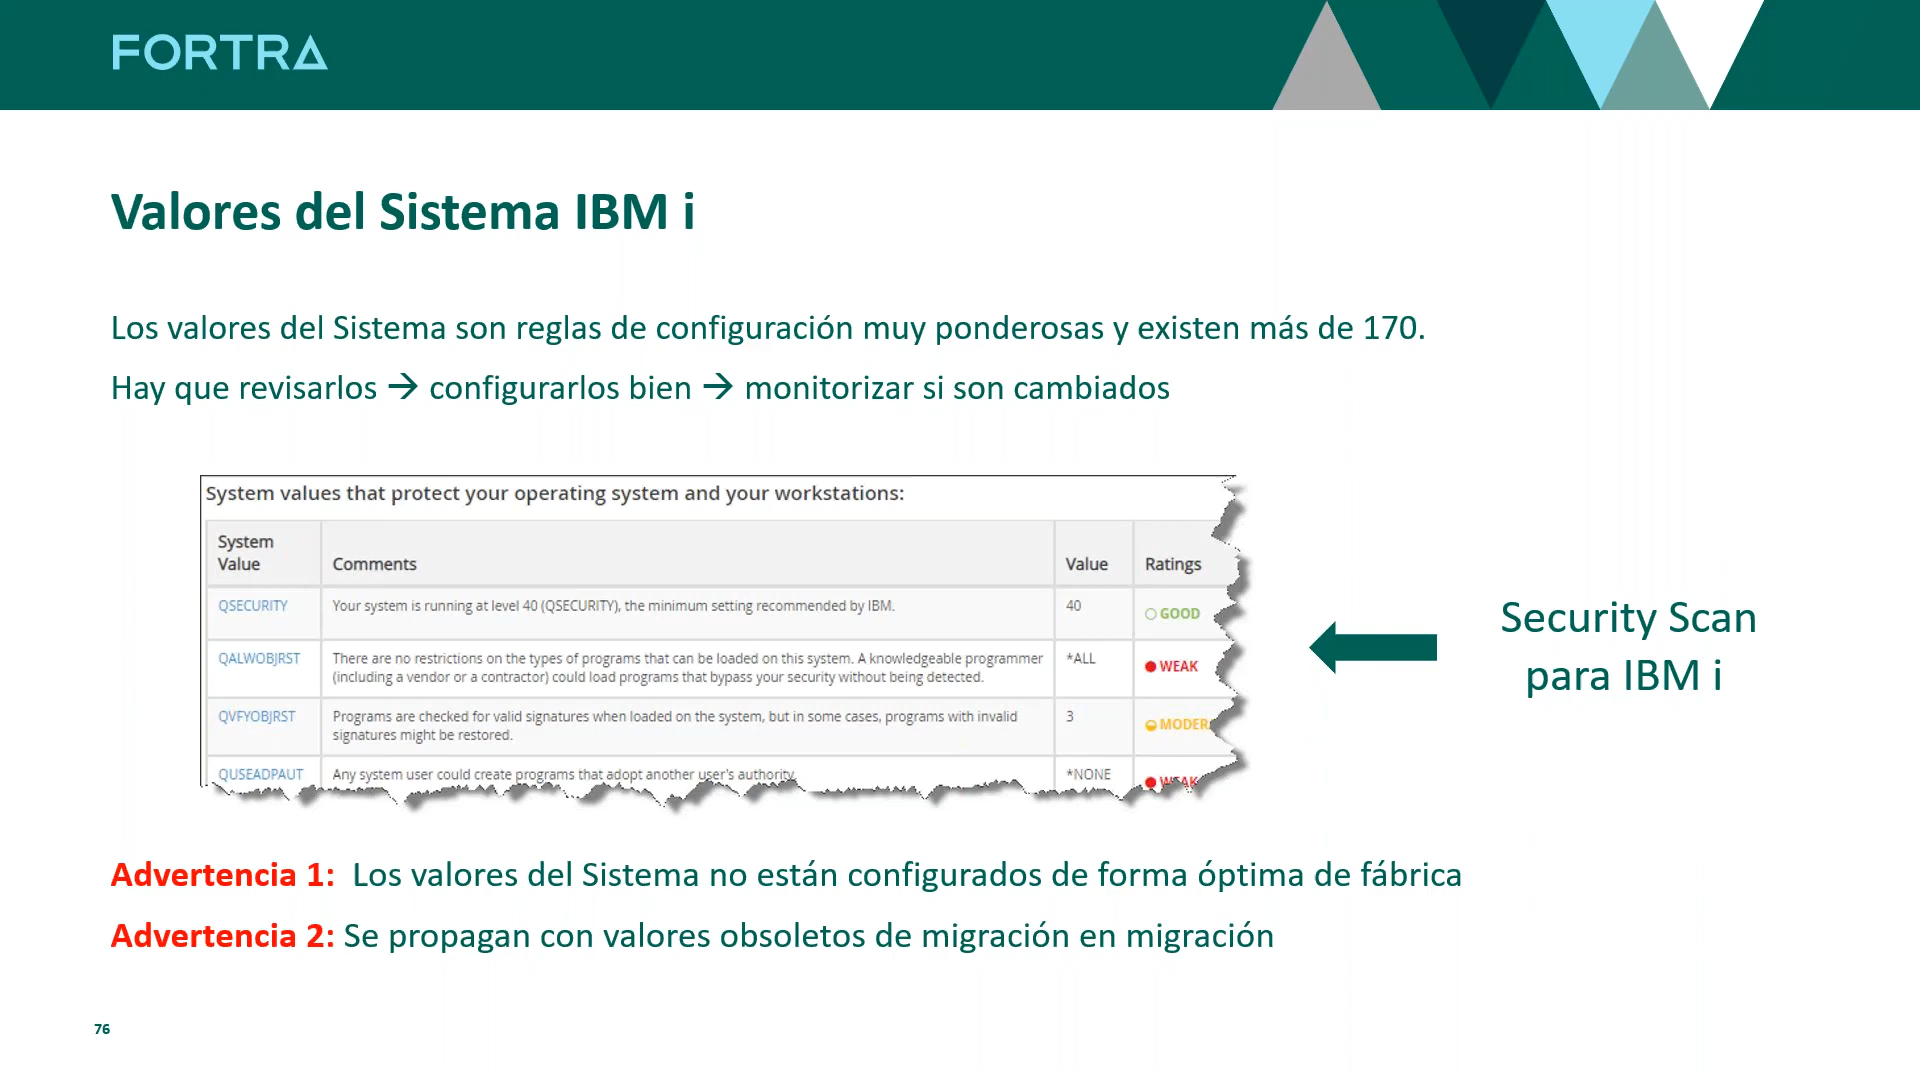 FORTRA
Valores del Sistema IBM i
Los valores del Sistema son reglas de configuración muy ponderosas y existen más de 170.
Hay que revisarlos → configurarlos bien → monitorizar si son cambiados
System values that protect your operating system and your workstations:
System
Value
Comments
Value
Ratings
QSECURITY
Your system is running at level 40 (QSECURITY), the minimum setting recommended by IBM.
40
GOOD
QALWOBJRST
There are no restrictions on the types of programs that can be loaded on this system. A knowledgeable programmer
(including a vendor or a contractor) could load programs that bypass your security without being detected.
*ALL
WEAK
QVFYOBJRST
Programs are checked for valid signatures when loaded on the system, but in some cases, programs with invalid
signatures might be restored.
3
MODER
QUSEADPAUT
Any system user could create programs that adopt another user's authority.
*NONE
WEAK
Security Scan
para IBM i
Advertencia 1: Los valores del Sistema no están configurados de forma óptima de fábrica
Advertencia 2: Se propagan con valores obsoletos de migración en migración
76